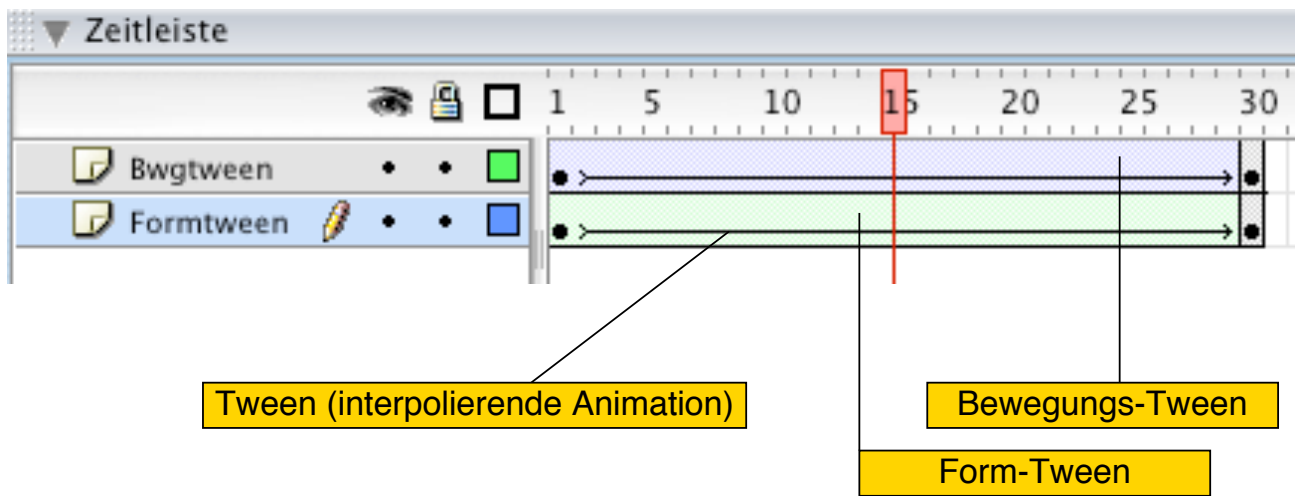 Zeitleiste
1 5 10 15 20 25 30
Bwgtween
Formtween
Tween (interpolierende Animation)
Bewegungs-Tween
Form-Tween